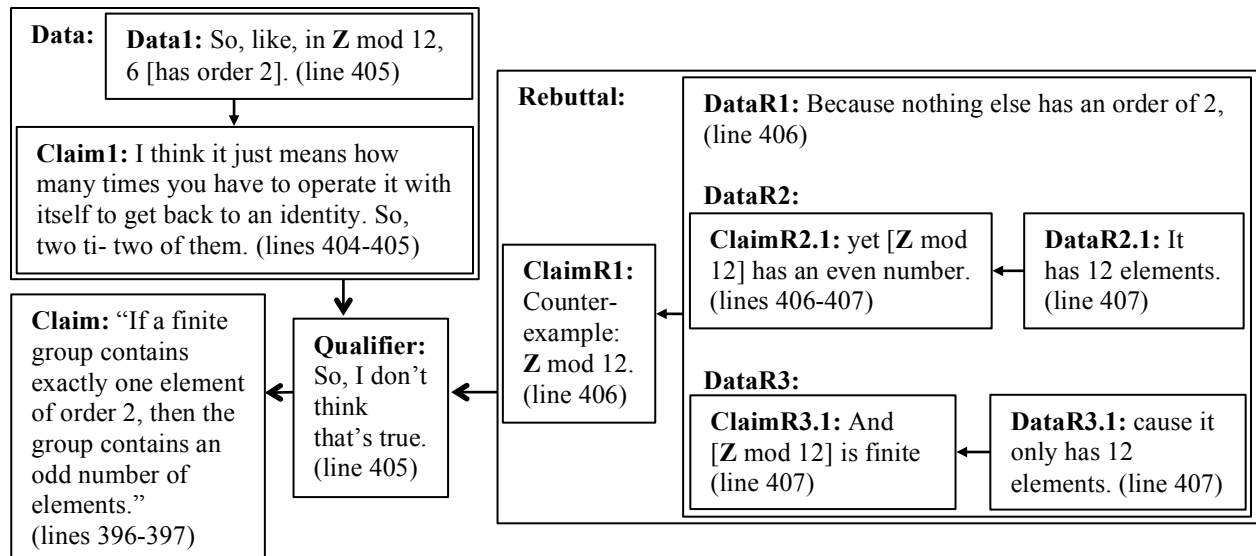 Data:
Data1: So, like, in Z mod 12,
6 [has order 2]. (line 405)
Claim1: I think it just means how
many times you have to operate it with
itself to get back to an identity. So,
two ti- two of them. (lines 404-405)
Claim: “If a finite
group contains
exactly one element
of order 2, then the
group contains an
odd number of
elements.”
(lines 396-397)
Qualifier:
So, I don’t
think
that’s true.
(line 405)
Rebuttal:
ClaimR1:
Counter-
example:
Z mod 12.
(line 406)
DataR1: Because nothing else has an order of 2,
(line 406)
DataR2:
ClaimR2.1: yet [Z mod
12] has an even number.
(lines 406-407)
DataR2.1: It
has 12 elements.
(line 407)
DataR3:
ClaimR3.1: And
[Z mod 12] is finite
(line 407)
DataR3.1: cause it
only has 12
elements. (line 407)